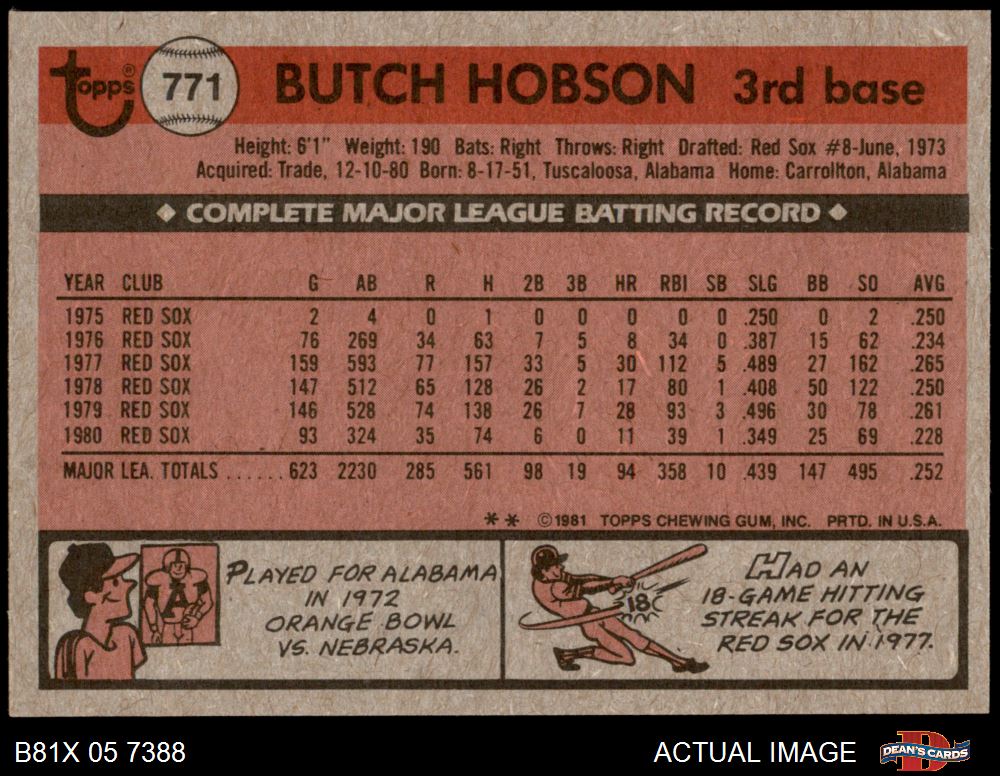 Topps® 771 BUTCH HOBSON 3rd base
Height: 6'1" Weight: 190 Bats: Right Throws: Right Drafted: Red Sox #8-June, 1973
Acquired: Trade, 12-10-80 Born: 8-17-51, Tuscaloosa, Alabama Home: Carrollton, Alabama
◆ COMPLETE MAJOR LEAGUE BATTING RECORD ◆
YEAR CLUB G AB R H 2B 3B HR RBI SB SLG BB SO AVG
1975 RED SOX 2 4 0 1 0 0 0 0 0 .250 0 2 .250
1976 RED SOX 76 269 34 63 7 5 8 34 0 .387 15 62 .234
1977 RED SOX 159 593 77 157 33 5 30 112 5 .489 27 162 .265
1978 RED SOX 147 512 65 128 26 2 17 80 1 .408 50 122 .250
1979 RED SOX 146 528 74 138 26 7 28 93 3 .496 30 78 .261
1980 RED SOX 93 324 35 74 6 0 11 39 1 .349 25 69 .228
MAJOR LEA. TOTALS ...... 623 2230 285 561 98 19 94 358 10 .439 147 495 .252
** ©1981 TOPPS CHEWING GUM, INC. PRTD. IN U.S.A.
A
PLAYED FOR ALABAMA
IN 1972
ORANGE BOWL
VS. NEBRASKA.
18
HAD AN
18-GAME HITTING
STREAK FOR THE
RED SOX IN 1977.
B81X 05 7388 ACTUAL IMAGE D DEAN'S CARDS